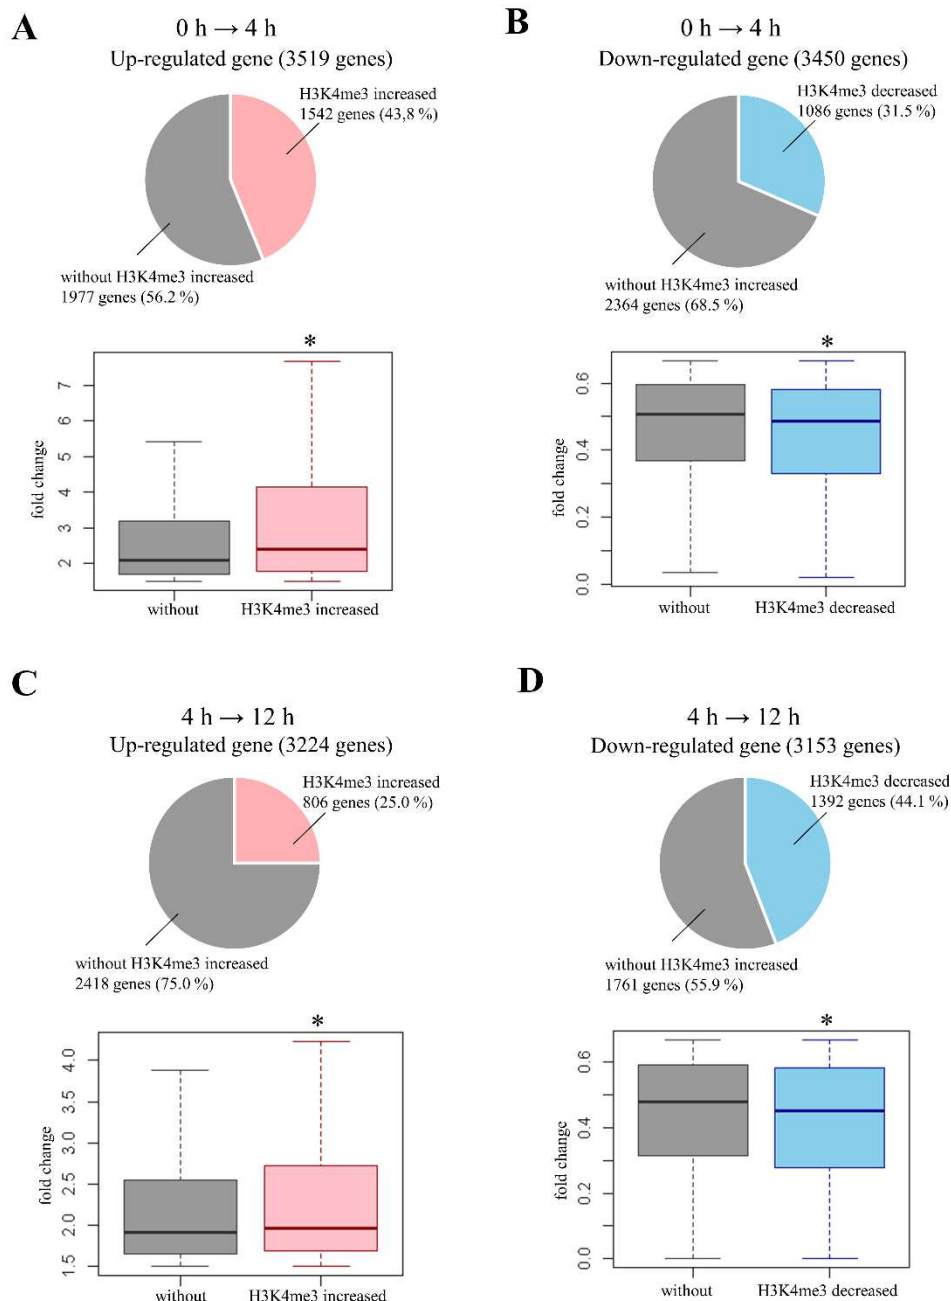 A
0 h → 4 h
Up-regulated gene (3519 genes)
H3K4me3 increased
1542 genes (43,8 %)
without H3K4me3 increased
1977 genes (56.2 %)
*
fold change
7
6
5
4
3
2
without
H3K4me3 increased
B
0 h → 4 h
Down-regulated gene (3450 genes)
H3K4me3 decreased
1086 genes (31.5 %)
without H3K4me3 increased
2364 genes (68.5 %)
*
fold change
0.6
0.4
0.2
0.0
without
H3K4me3 decreased
C
4 h → 12 h
Up-regulated gene (3224 genes)
H3K4me3 increased
806 genes (25.0 %)
without H3K4me3 increased
2418 genes (75.0 %)
*
fold change
4.0
3.5
3.0
2.5
2.0
1.5
without
H3K4me3 increased
D
4 h → 12 h
Down-regulated gene (3153 genes)
H3K4me3 decreased
1392 genes (44.1 %)
without H3K4me3 increased
1761 genes (55.9 %)
*
fold change
0.6
0.4
0.2
0.0
without
H3K4me3 decreased